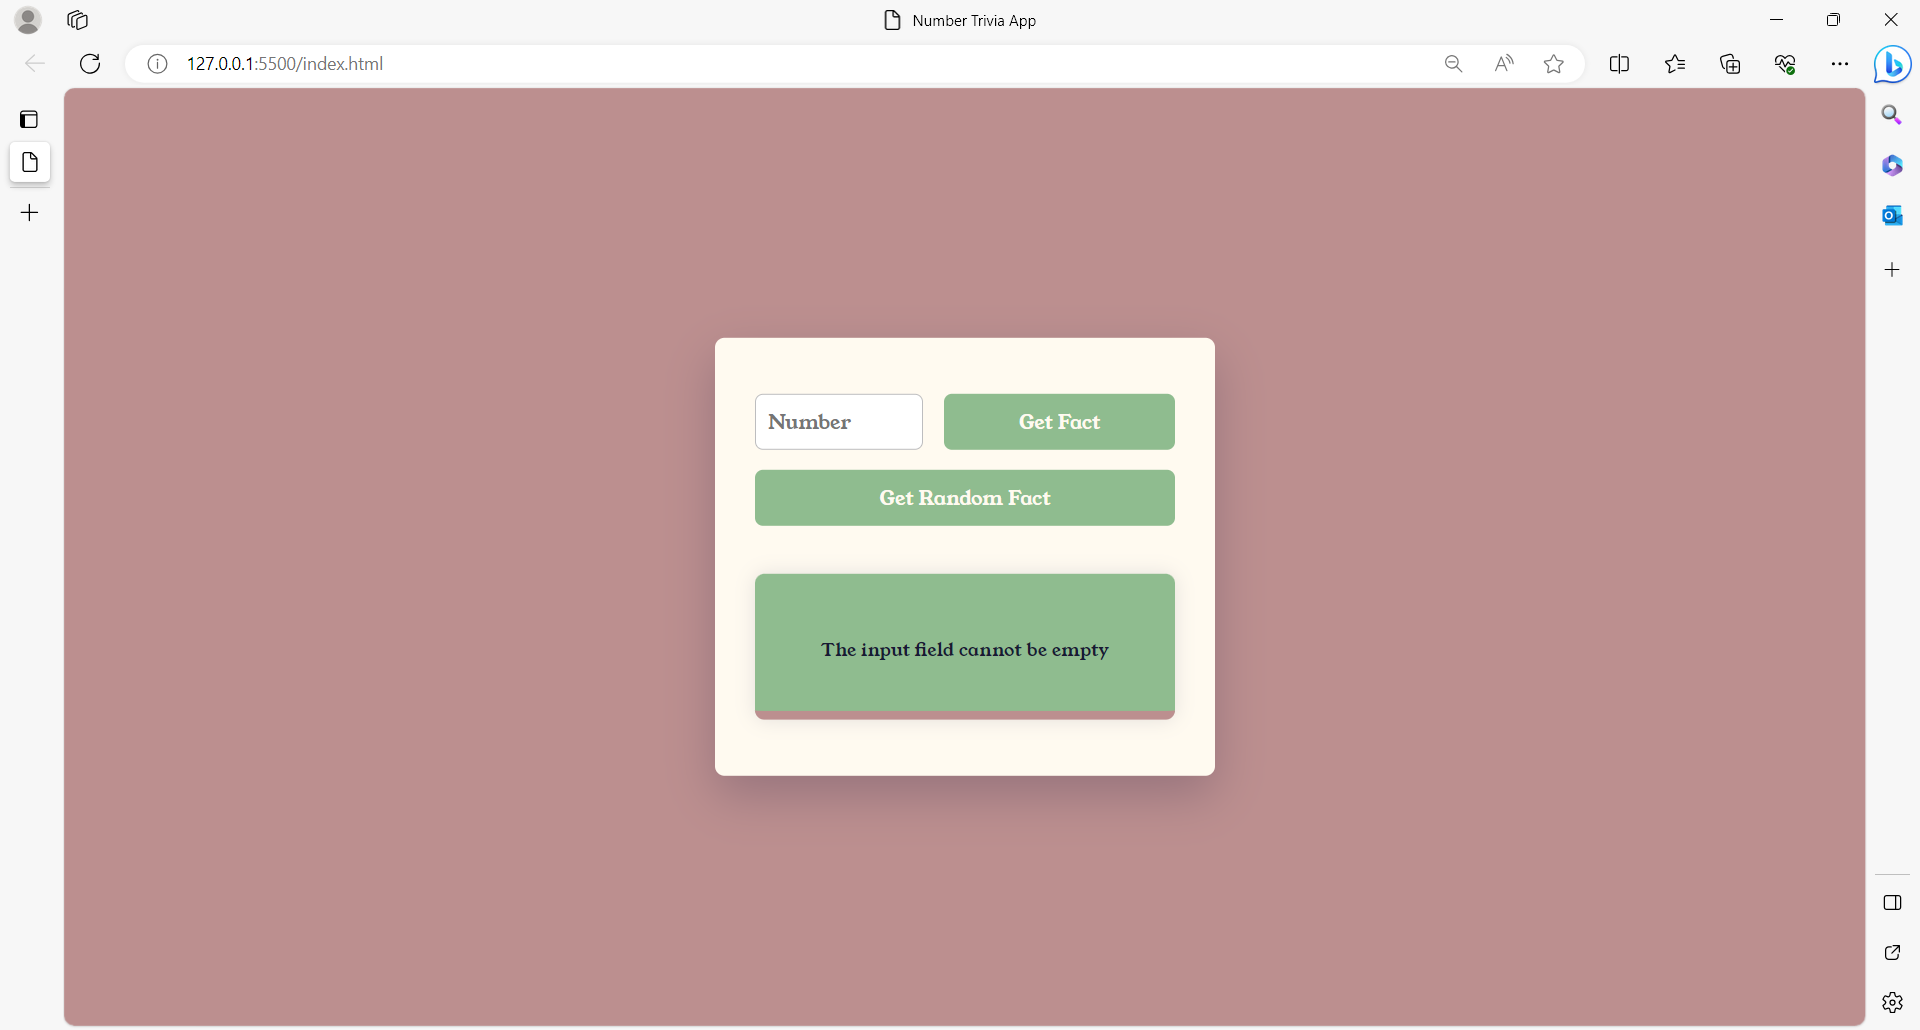 Number Trivia App
127.0.0.1:5500/index.html
Number
Get Fact
Get Random Fact
The input field cannot be empty